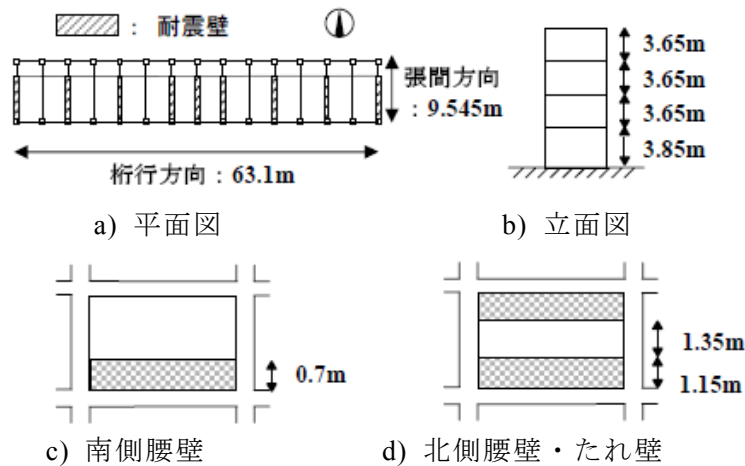 ：耐震壁
張間方向
：9.545m
桁行方向：63.1m
a) 平面図
3.65m
3.65m
3.65m
3.85m
b) 立面図
0.7m
c) 南側腰壁
1.35m
1.15m
d) 北側腰壁・たれ壁